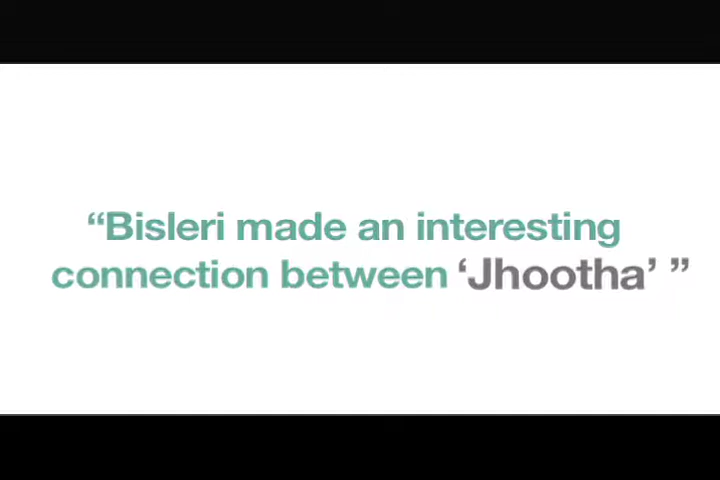 “Bisleri made an interesting
connection between ‘Jhootha’ ”